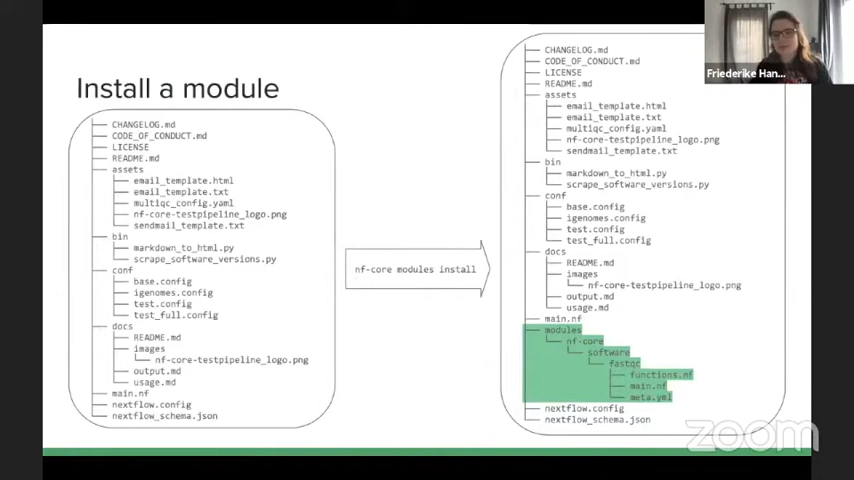 Install a module
├── CHANGELOG.md
├── CODE_OF_CONDUCT.md
├── LICENSE
├── README.md
├── assets
│   ├── email_template.html
│   ├── email_template.txt
│   ├── multiqc_config.yaml
│   ├── nf-core-testpipeline_logo.png
│   └── sendmail_template.txt
├── bin
│   ├── markdown_to_html.py
│   └── scrape_software_versions.py
├── conf
│   ├── base.config
│   ├── igenomes.config
│   ├── test.config
│   └── test_full.config
├── docs
│   ├── README.md
│   ├── images
│   │   └── nf-core-testpipeline_logo.png
│   ├── output.md
│   └── usage.md
├── main.nf
├── nextflow.config
├── nextflow_schema.json
nf-core modules install
├── CHANGELOG.md
├── CODE_OF_CONDUCT.md
├── LICENSE
├── README.md
├── assets
│   ├── email_template.html
│   ├── email_template.txt
│   ├── multiqc_config.yaml
│   ├── nf-core-testpipeline_logo.png
│   └── sendmail_template.txt
├── bin
│   ├── markdown_to_html.py
│   └── scrape_software_versions.py
├── conf
│   ├── base.config
│   ├── igenomes.config
│   ├── test.config
│   └── test_full.config
├── docs
│   ├── README.md
│   ├── images
│   │   └── nf-core-testpipeline_logo.png
│   ├── output.md
│   └── usage.md
├── main.nf
├── modules
│   └── nf-core
│       └── software
│           └── fastqc
│               ├── functions.nf
│               ├── main.nf
│               └── meta.yml
├── nextflow.config
└── nextflow_schema.json
Friederike Han...
zoom